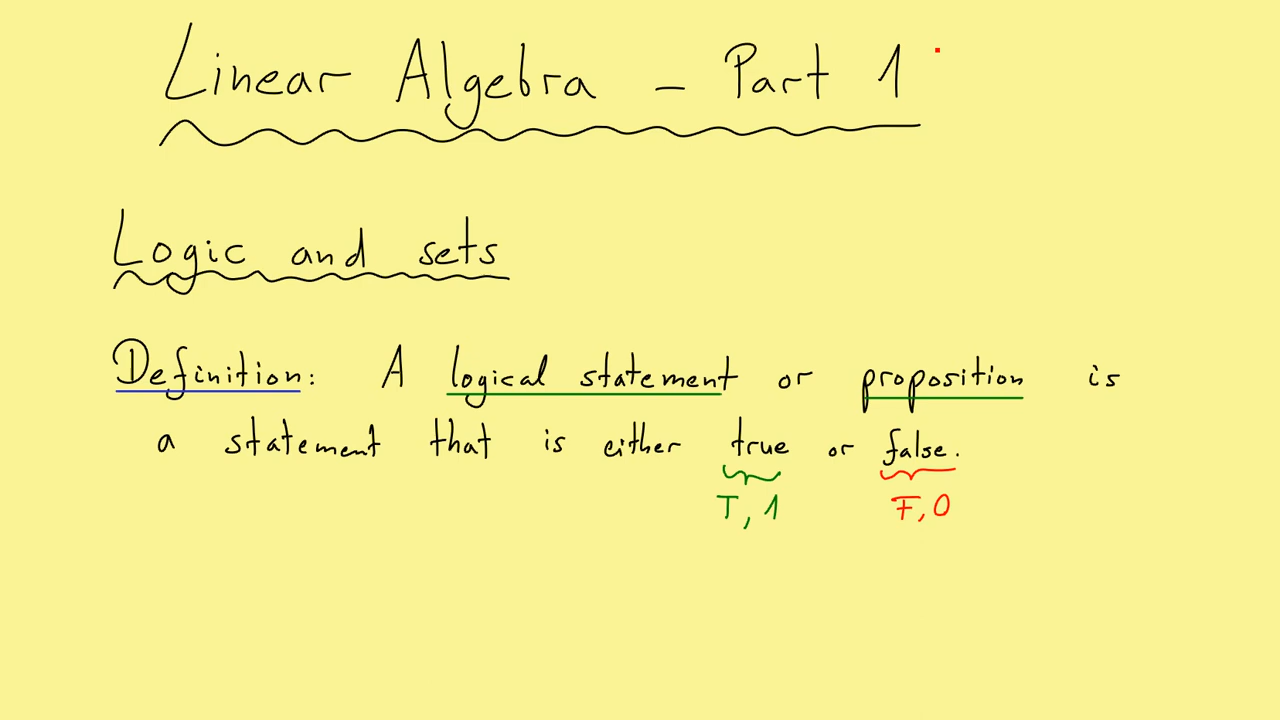 Linear Algebra – Part 1
Logic and sets
Definition: A logical statement or proposition is
a statement that is either true or false.
T, 1 F, 0